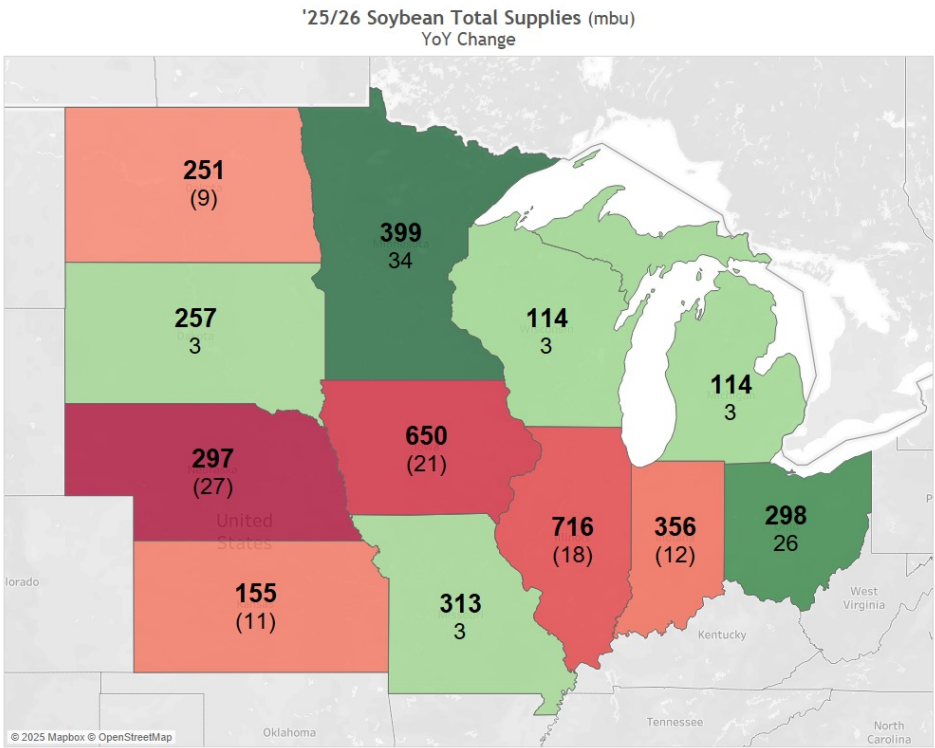 '25/26 Soybean Total Supplies (mbu)
YoY Change
251
(9)
399
34
257
3
114
3
114
3
297
(27)
650
(21)
716
(18)
356
(12)
298
26
155
(11)
313
3
United
States
lorado
West
Virginia
Kentucky
Tennessee
North
Carolina
Oklahoma
P
© 2025 Mapbox © OpenStreetMap